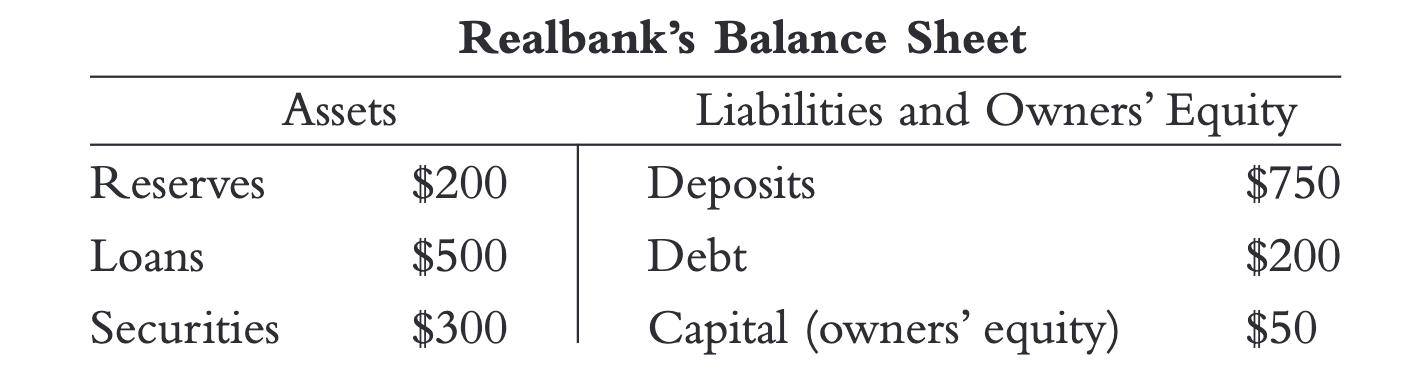 Realbank’s Balance Sheet
Assets Liabilities and Owners’ Equity
Reserves $200 Deposits $750
Loans $500 Debt $200
Securities $300 Capital (owners’ equity) $50